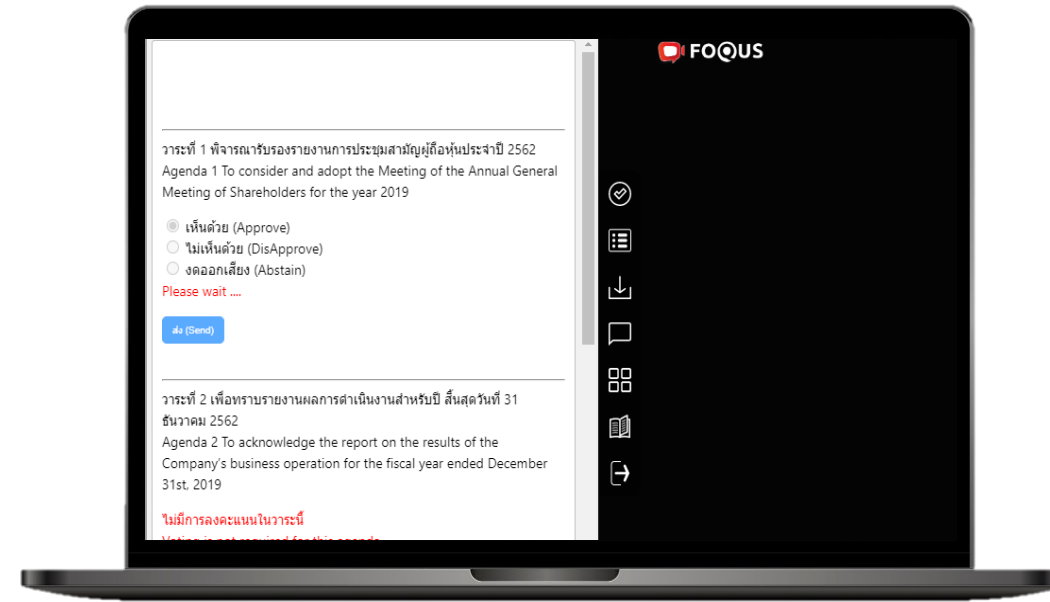 FOQUS
วาระที่ 1 พิจารณารับรองรายงานการประชุมสามัญผู้ถือหุ้นประจำปี 2562
Agenda 1 To consider and adopt the Meeting of the Annual General
Meeting of Shareholders for the year 2019
เห็นด้วย (Approve)
ไม่เห็นด้วย (DisApprove)
งดออกเสียง (Abstain)
Please wait ....
ส่ง (Send)
วาระที่ 2 เพื่อทราบรายงานผลการดำเนินงานสำหรับปี สิ้นสุดวันที่ 31
ธันวาคม 2562
Agenda 2 To acknowledge the report on the results of the
Company's business operation for the fiscal year ended December
31st, 2019
ไม่มีการลงคะแนนในวาระนี้
Voting is not required for this agenda